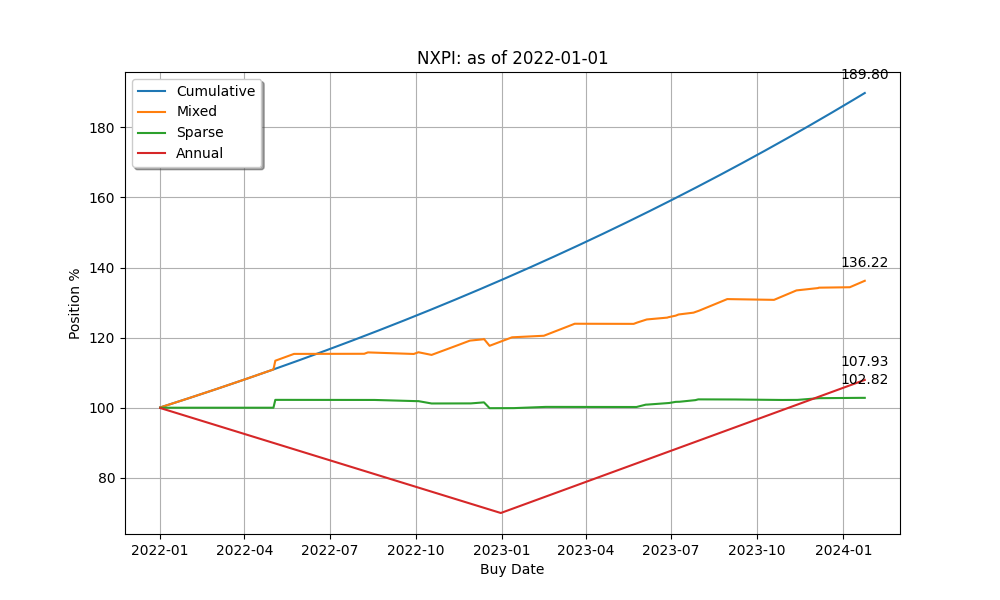 NXPI: as of 2022-01-01
189.80
Cumulative
Mixed
Sparse
Annual
180
160
140
120
100
80
136.22
107.93
102.82
Position %
2022-01
2022-04
2022-07
2022-10
2023-01
2023-04
2023-07
2023-10
2024-01
Buy Date